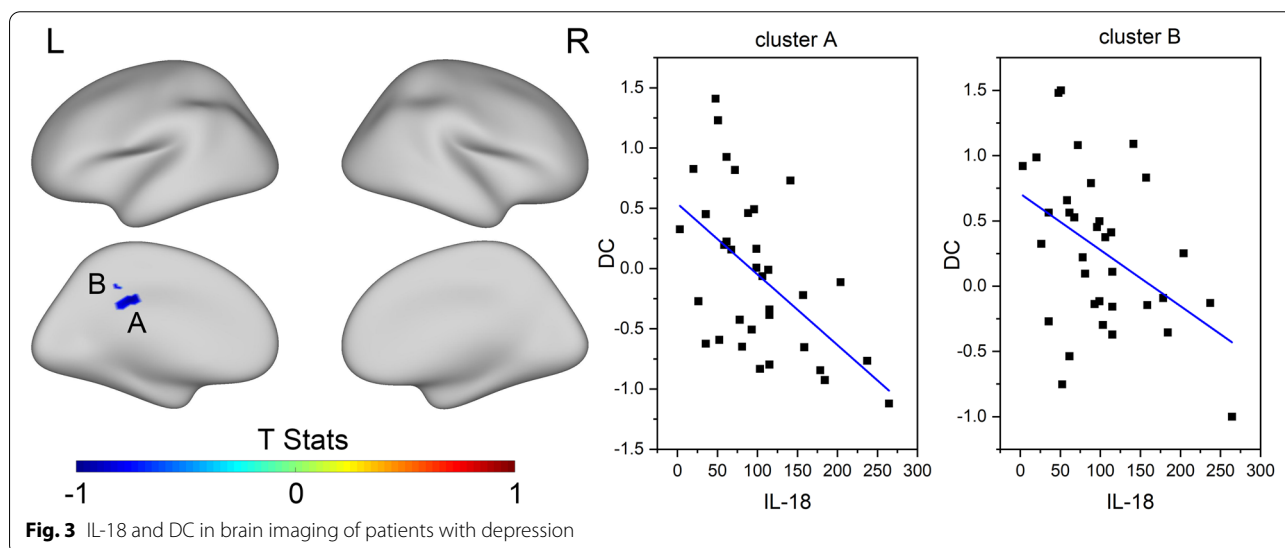 L
R
B
A
T Stats
-1 0 1
cluster A
DC
1.5
1.0
0.5
0.0
-0.5
-1.0
-1.5
0 50 100 150 200 250 300
IL-18
cluster B
DC
1.5
1.0
0.5
0.0
-0.5
-1.0
0 50 100 150 200 250 300
IL-18
Fig. 3 IL-18 and DC in brain imaging of patients with depression